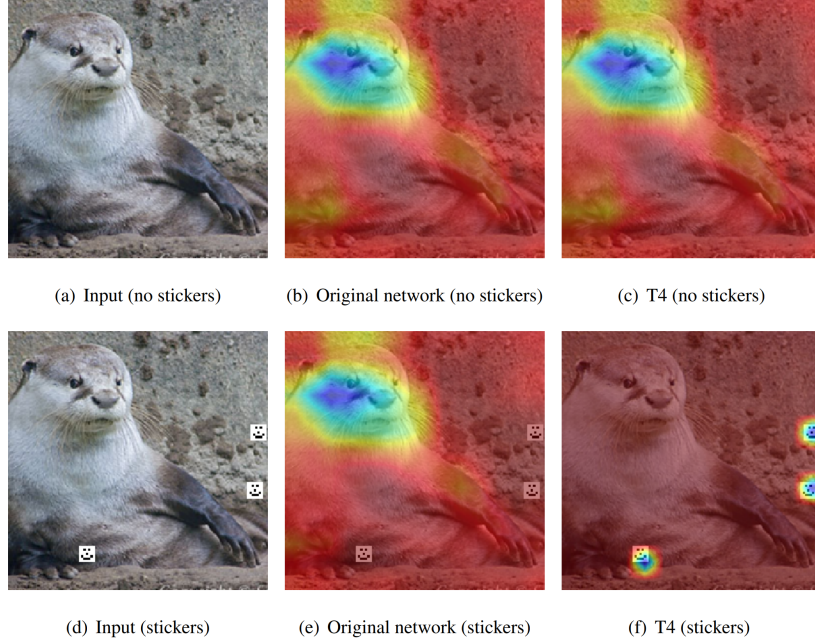 (a) Input (no stickers)
(b) Original network (no stickers)
(c) T4 (no stickers)
(d) Input (stickers)
(e) Original network (stickers)
(f) T4 (stickers)